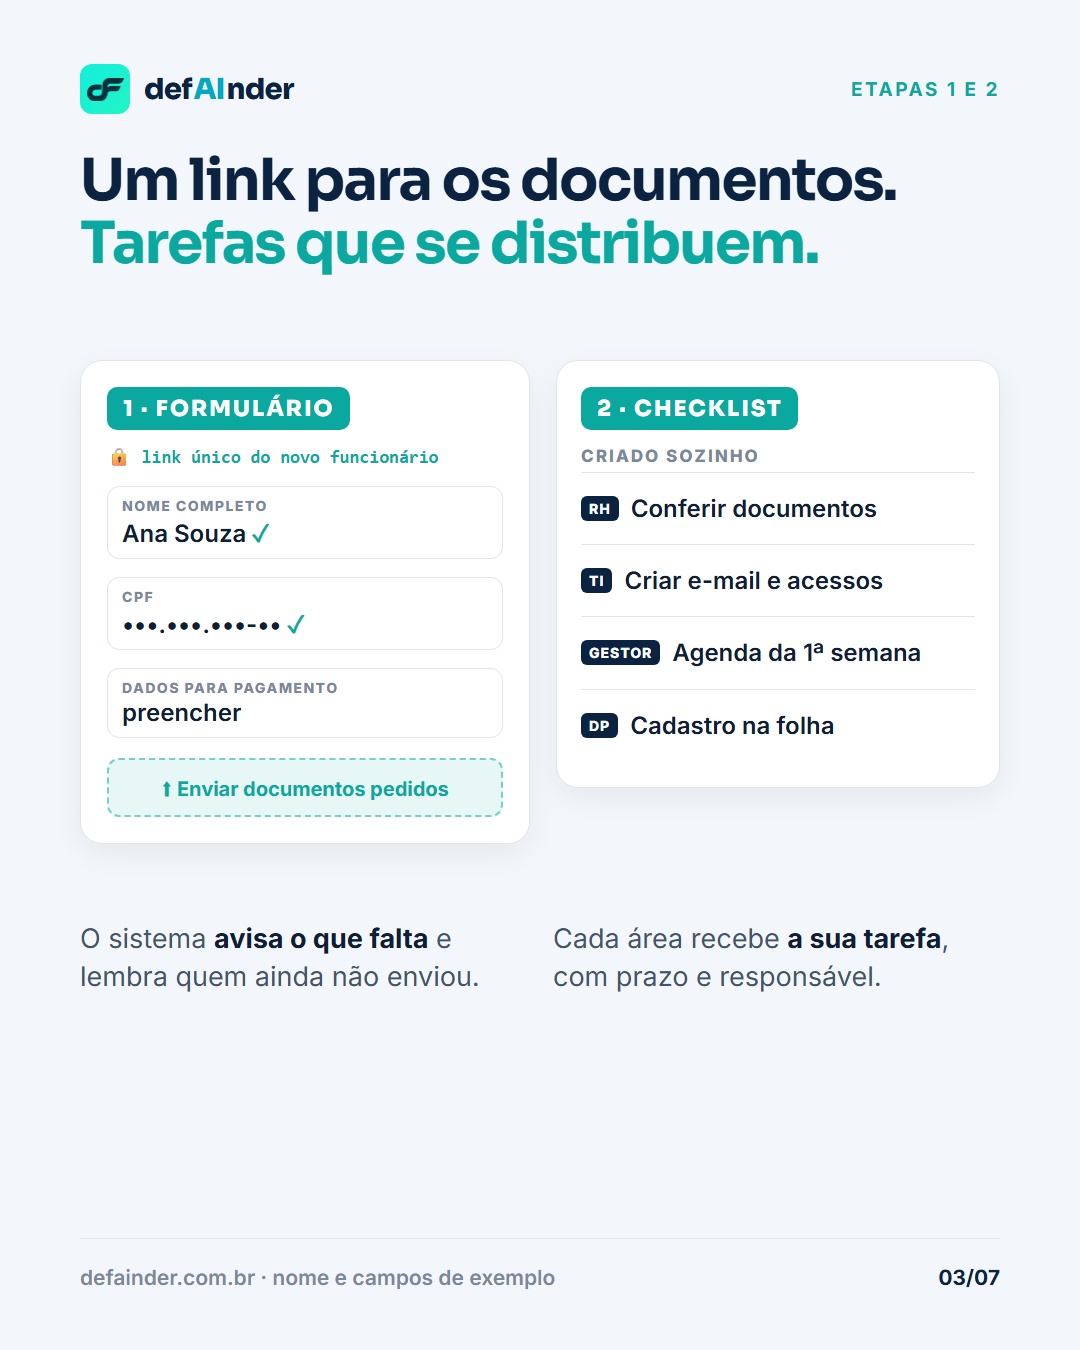 defAInder
ETAPAS 1 E 2
Um link para os documentos.
Tarefas que se distribuem.
1 · FORMULÁRIO
🔒 link único do novo funcionário
NOME COMPLETO
Ana Souza ✓
CPF
•••.•••.•••-•• ✓
DADOS PARA PAGAMENTO
preencher
⬆ Enviar documentos pedidos
2 · CHECKLIST
CRIADO SOZINHO
RH Conferir documentos
TI Criar e-mail e acessos
GESTOR Agenda da 1ª semana
DP Cadastro na folha
O sistema avisa o que falta e
lembra quem ainda não enviou.
Cada área recebe a sua tarefa,
com prazo e responsável.
defainder.com.br · nome e campos de exemplo
03/07